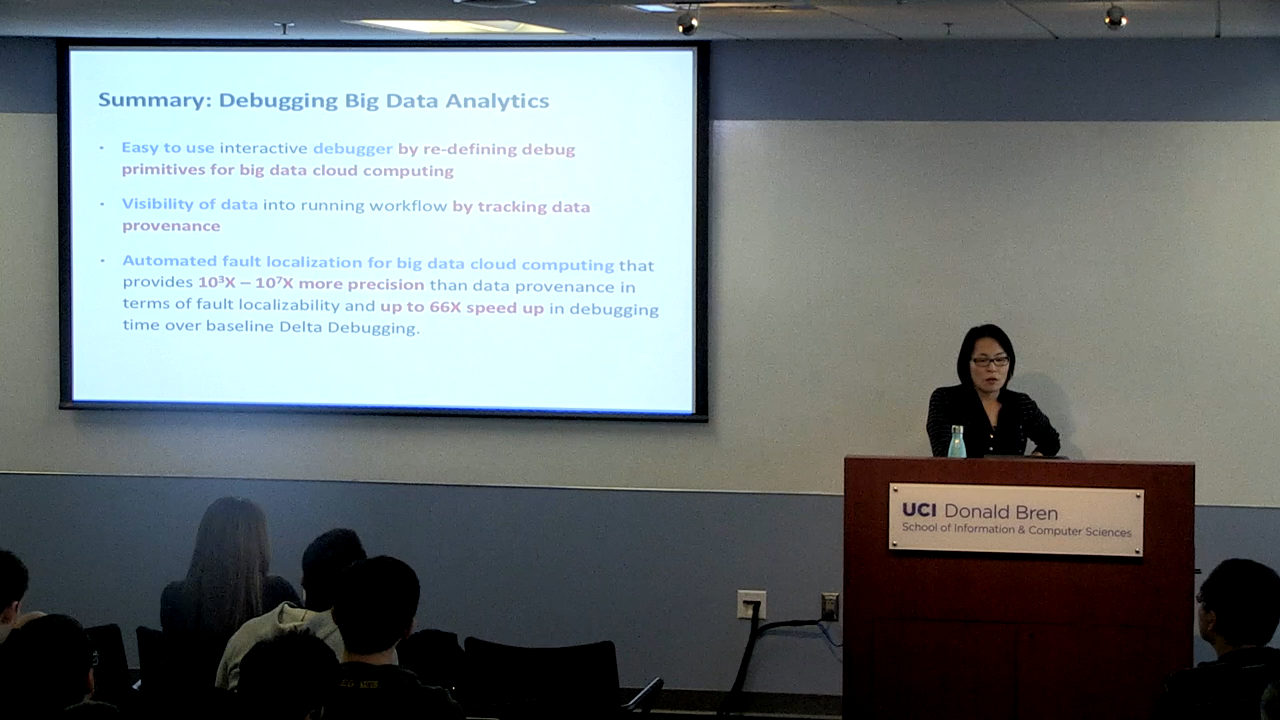 Summary: Debugging Big Data Analytics
• Easy to use interactive debugger by re-defining debug
primitives for big data cloud computing
• Visibility of data into running workflow by tracking data
provenance
• Automated fault localization for big data cloud computing that
provides 10³X – 10⁷X more precision than data provenance in
terms of fault localizability and up to 66X speed up in debugging
time over baseline Delta Debugging.
UCI Donald Bren
School of Information & Computer Sciences